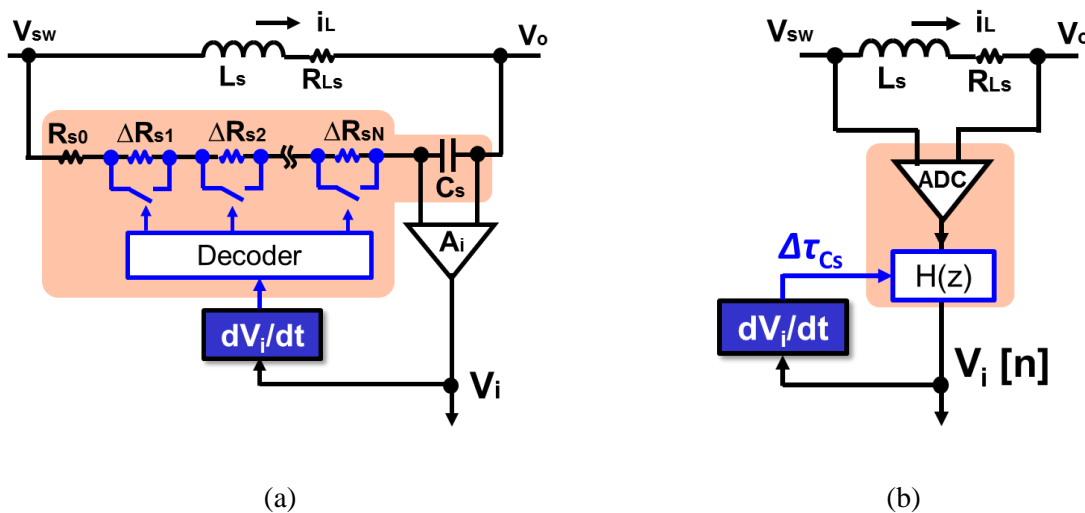 Vsw
iL
Vo
Ls
RLs
Rs0
ΔRs1
ΔRs2
ΔRsN
Cs
Ai
Decoder
dVi/dt
Vi
(a)
Vsw
iL
Vo
Ls
RLs
ADC
ΔτCs
H(z)
dVi/dt
Vi [n]
(b)